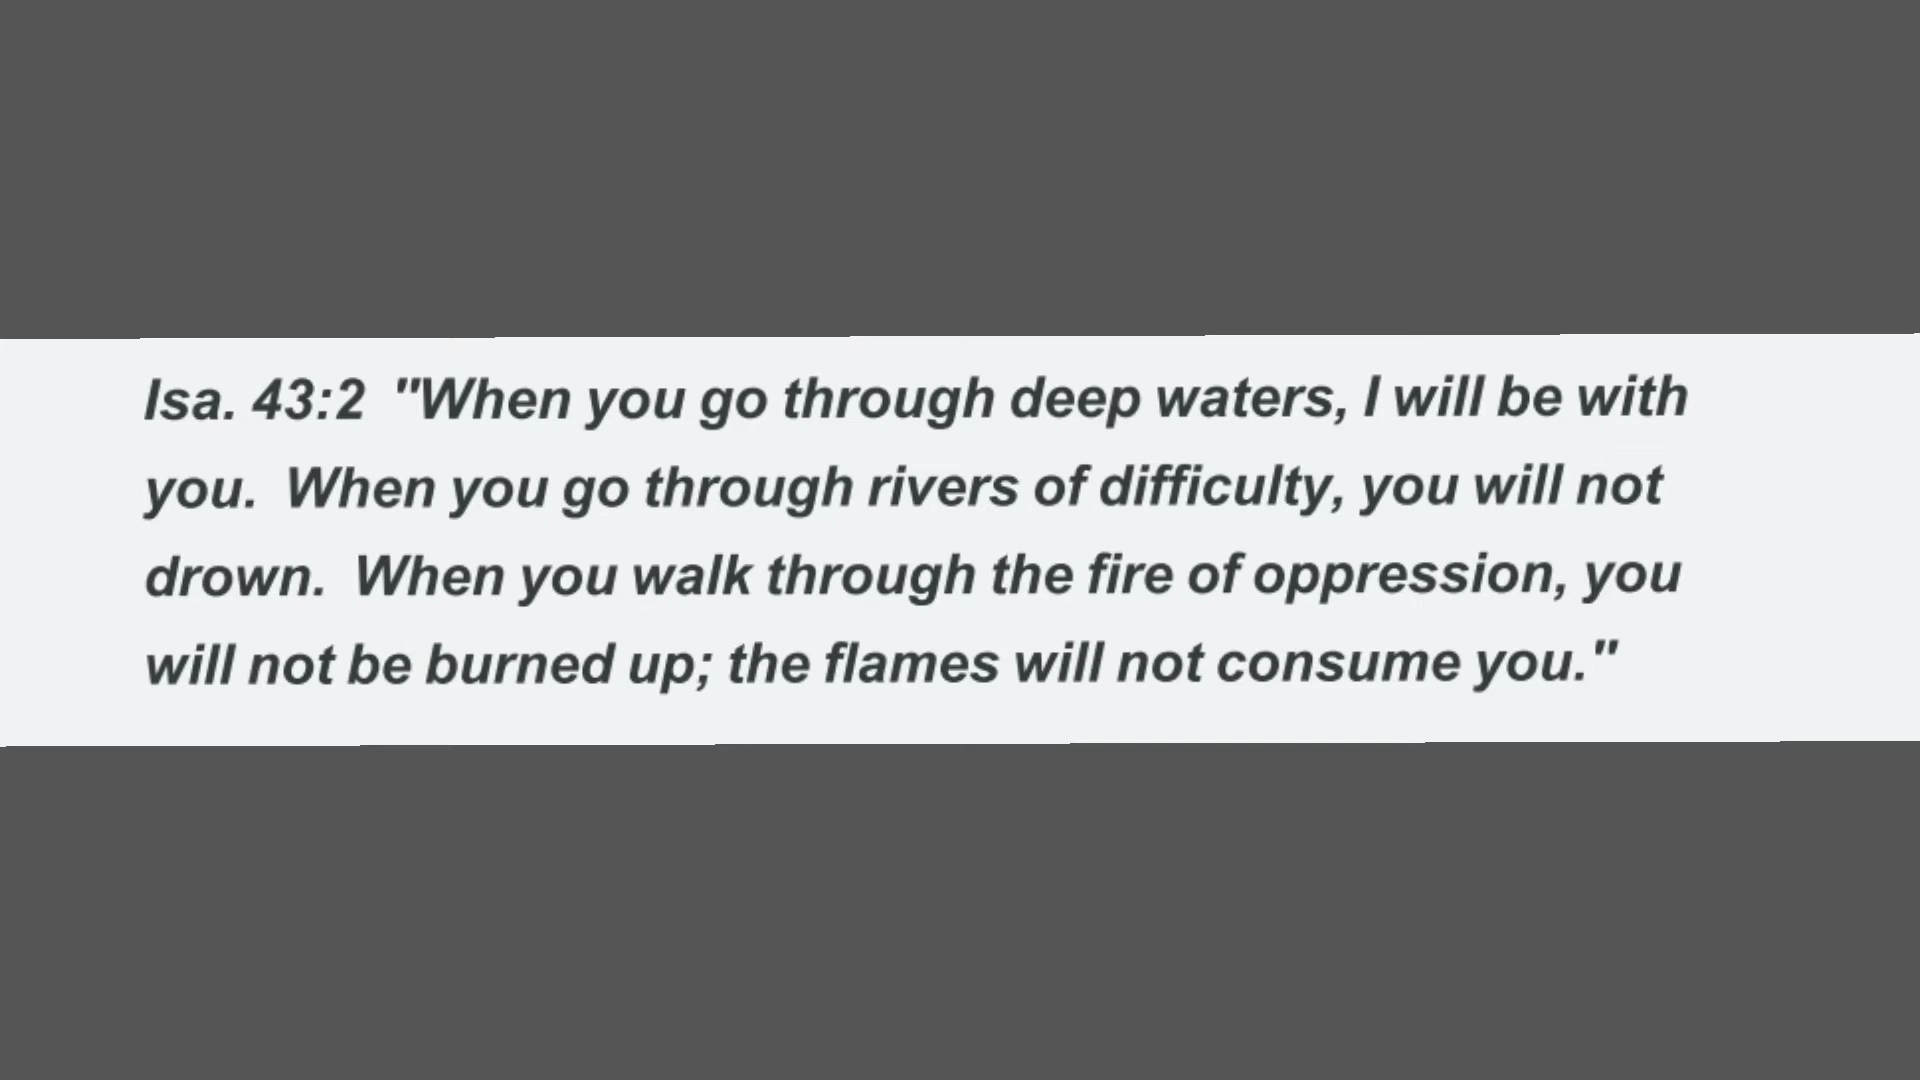 Isa. 43:2  "When you go through deep waters, I will be with
you.  When you go through rivers of difficulty, you will not
drown.  When you walk through the fire of oppression, you
will not be burned up; the flames will not consume you."